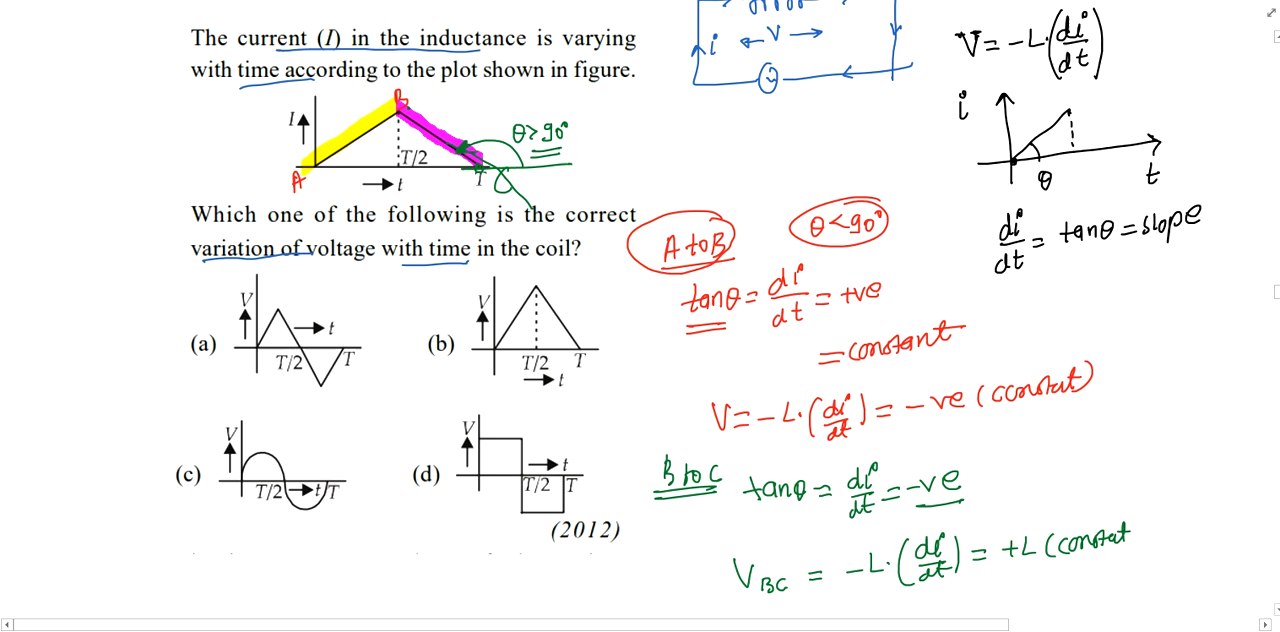 The current (I) in the inductance is varying
with time according to the plot shown in figure.
I
A
B
T/2
T
t
θ > 90°
Which one of the following is the correct
variation of voltage with time in the coil?
(a)
V
t
T/2
T
(b)
V
T/2
T
t
(c)
V
T/2
t
T
(d)
V
t
T/2
T
(2012)
i
V
V = -L·(di/dt)
i
θ
t
di/dt = tanθ = slope
A to B
θ < 90°
tanθ = di/dt = +ve
= constant
V = -L·(di/dt) = -ve (constat)
B to C
tanθ = di/dt = -ve
V BC = -L·(di/dt) = +L (constat